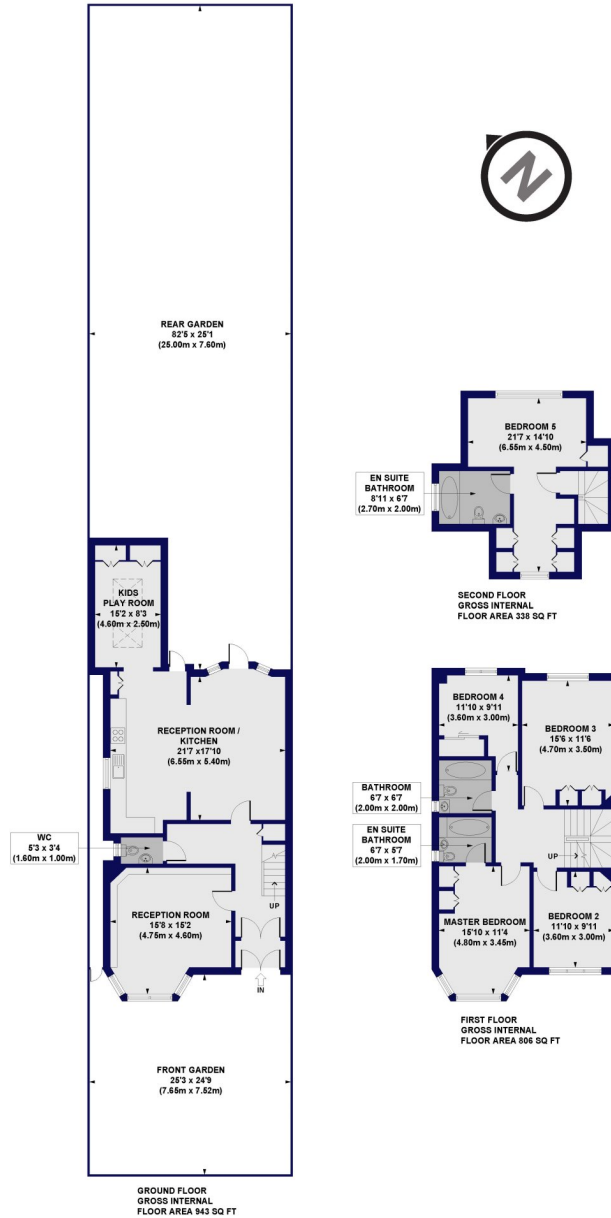 REAR GARDEN
82'5 x 25'1
(25.00m x 7.60m)
N
BEDROOM 5
21'7 x 14'10
(6.55m x 4.50m)
EN SUITE
BATHROOM
8'11 x 6'7
(2.70m x 2.00m)
SECOND FLOOR
GROSS INTERNAL
FLOOR AREA 338 SQ FT
KIDS
PLAY ROOM
15'2 x 8'3
(4.60m x 2.50m)
RECEPTION ROOM /
KITCHEN
21'7 x17'10
(6.55m x 5.40m)
WC
5'3 x 3'4
(1.60m x 1.00m)
UP
RECEPTION ROOM
15'8 x 15'2
(4.75m x 4.60m)
IN
FRONT GARDEN
25'3 x 24'9
(7.65m x 7.52m)
GROUND FLOOR
GROSS INTERNAL
FLOOR AREA 943 SQ FT
BEDROOM 4
11'10 x 9'11
(3.60m x 3.00m)
BEDROOM 3
15'6 x 11'6
(4.70m x 3.50m)
BATHROOM
6'7 x 6'7
(2.00m x 2.00m)
EN SUITE
BATHROOM
6'7 x 5'7
(2.00m x 1.70m)
UP
MASTER BEDROOM
15'10 x 11'4
(4.80m x 3.45m)
BEDROOM 2
11'10 x 9'11
(3.60m x 3.00m)
FIRST FLOOR
GROSS INTERNAL
FLOOR AREA 806 SQ FT